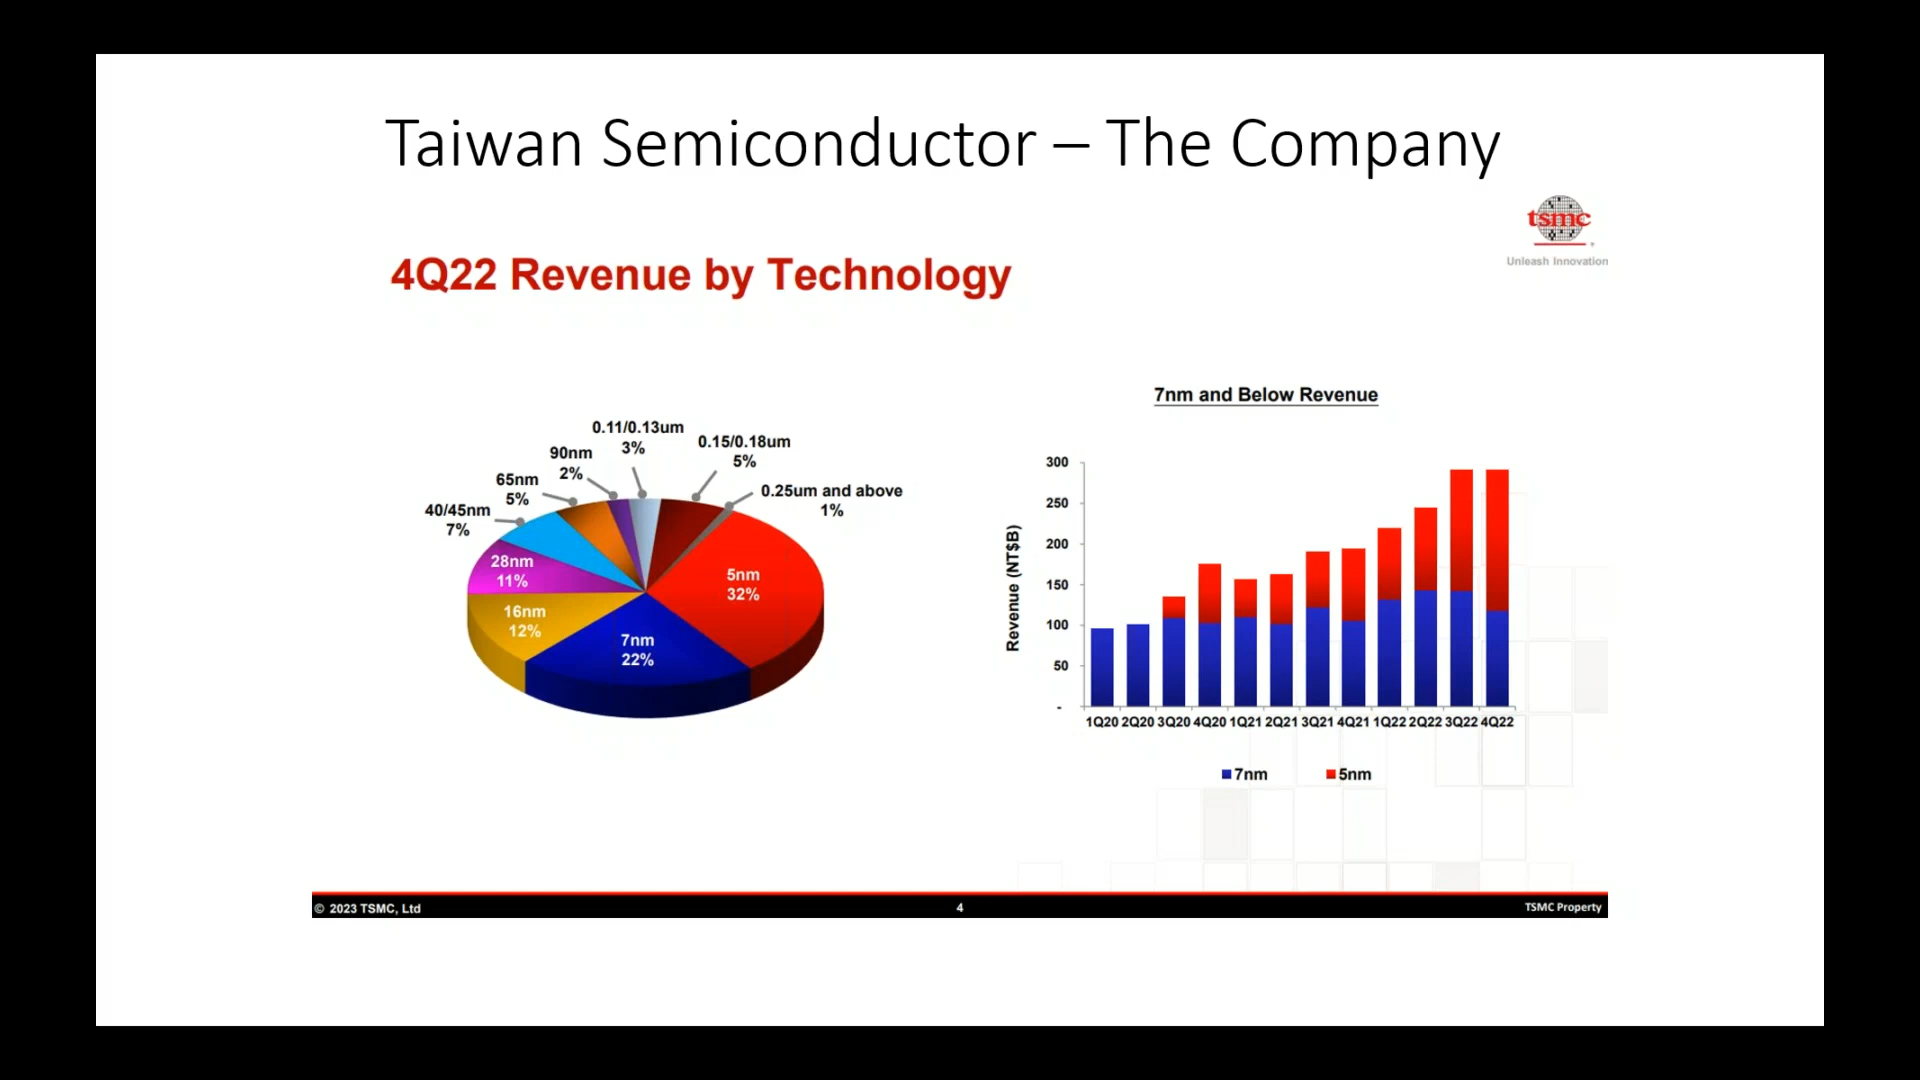 Taiwan Semiconductor – The Company
tsmc
Unleash Innovation
4Q22 Revenue by Technology
0.11/0.13um
3%
0.15/0.18um
5%
90nm
2%
65nm
5%
0.25um and above
1%
40/45nm
7%
28nm
11%
5nm
32%
16nm
12%
7nm
22%
7nm and Below Revenue
Revenue (NT$B)
300
250
200
150
100
50
-
1Q20 2Q20 3Q20 4Q20 1Q21 2Q21 3Q21 4Q21 1Q22 2Q22 3Q22 4Q22
7nm 5nm
© 2023 TSMC, Ltd
4
TSMC Property